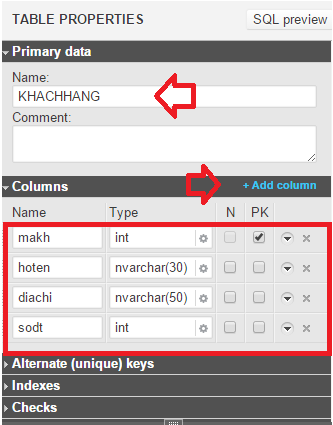 TABLE PROPERTIES SQL preview
Primary data
Name:
KHACHHANG
Comment:
Columns + Add column
Name Type N PK
makh int
hoten nvarchar(30)
diachi nvarchar(50)
sodt int
Alternate (unique) keys
Indexes
Checks